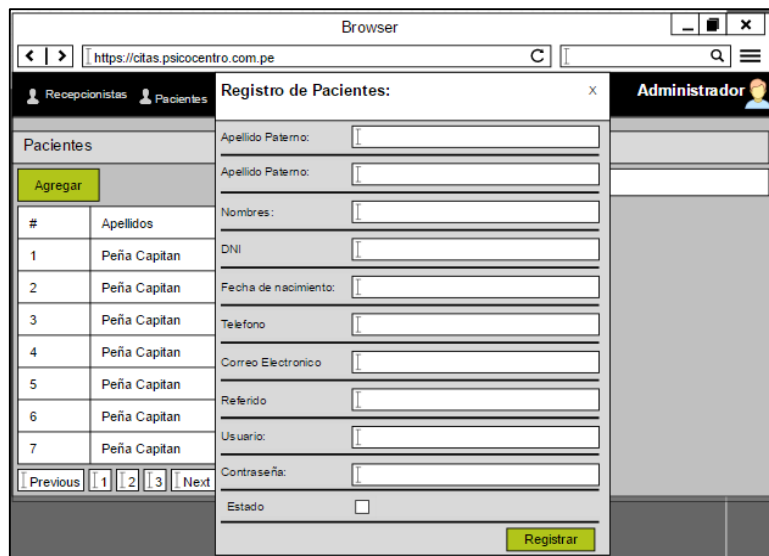 Browser
https://citas.psicocentro.com.pe
Recepcionistas Pacientes
Administrador
Pacientes
Agregar
# Apellidos
1 Peña Capitan
2 Peña Capitan
3 Peña Capitan
4 Peña Capitan
5 Peña Capitan
6 Peña Capitan
7 Peña Capitan
Previous 1 2 3 Next
Registro de Pacientes: X
Apellido Paterno:
Apellido Paterno:
Nombres:
DNI
Fecha de nacimiento:
Telefono
Correo Electronico
Referido
Usuario:
Contraseña:
Estado
Registrar